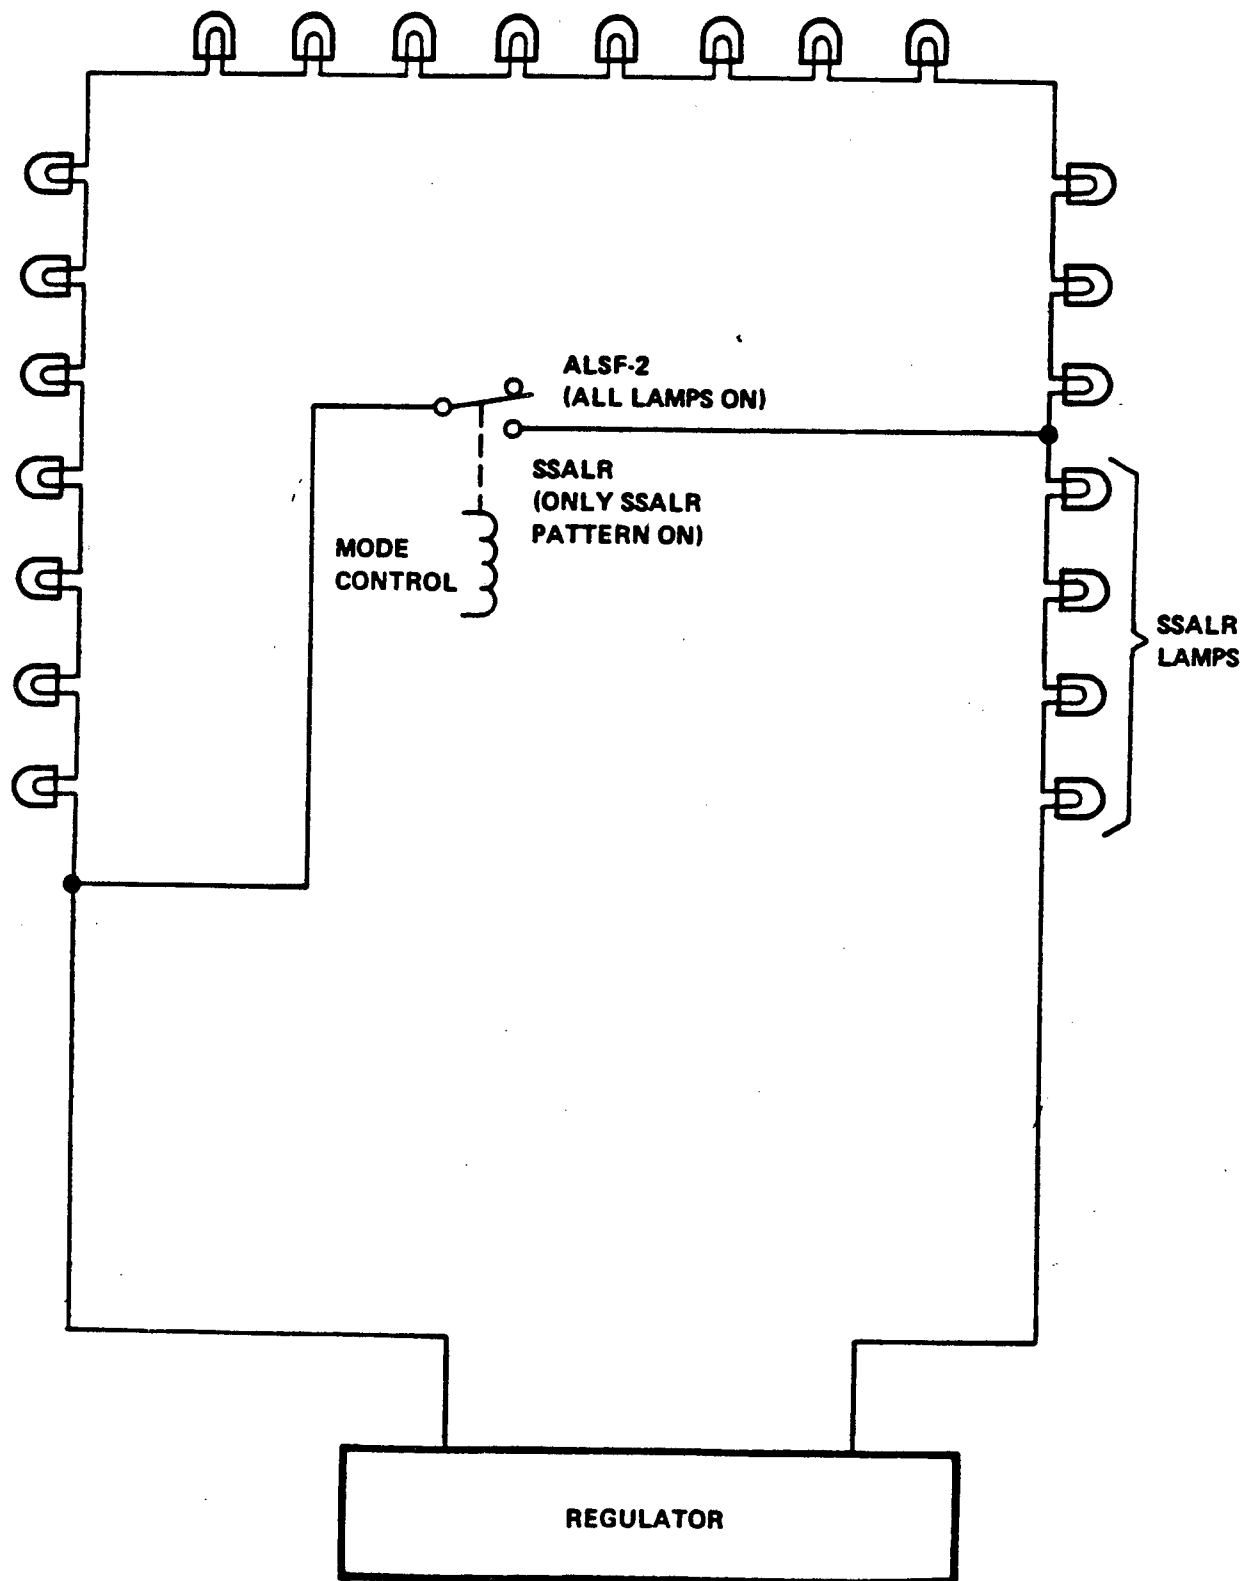 ALSF-2
(ALL LAMPS ON)
SSALR
(ONLY SSALR
PATTERN ON)
MODE
CONTROL
SSALR
LAMPS
REGULATOR